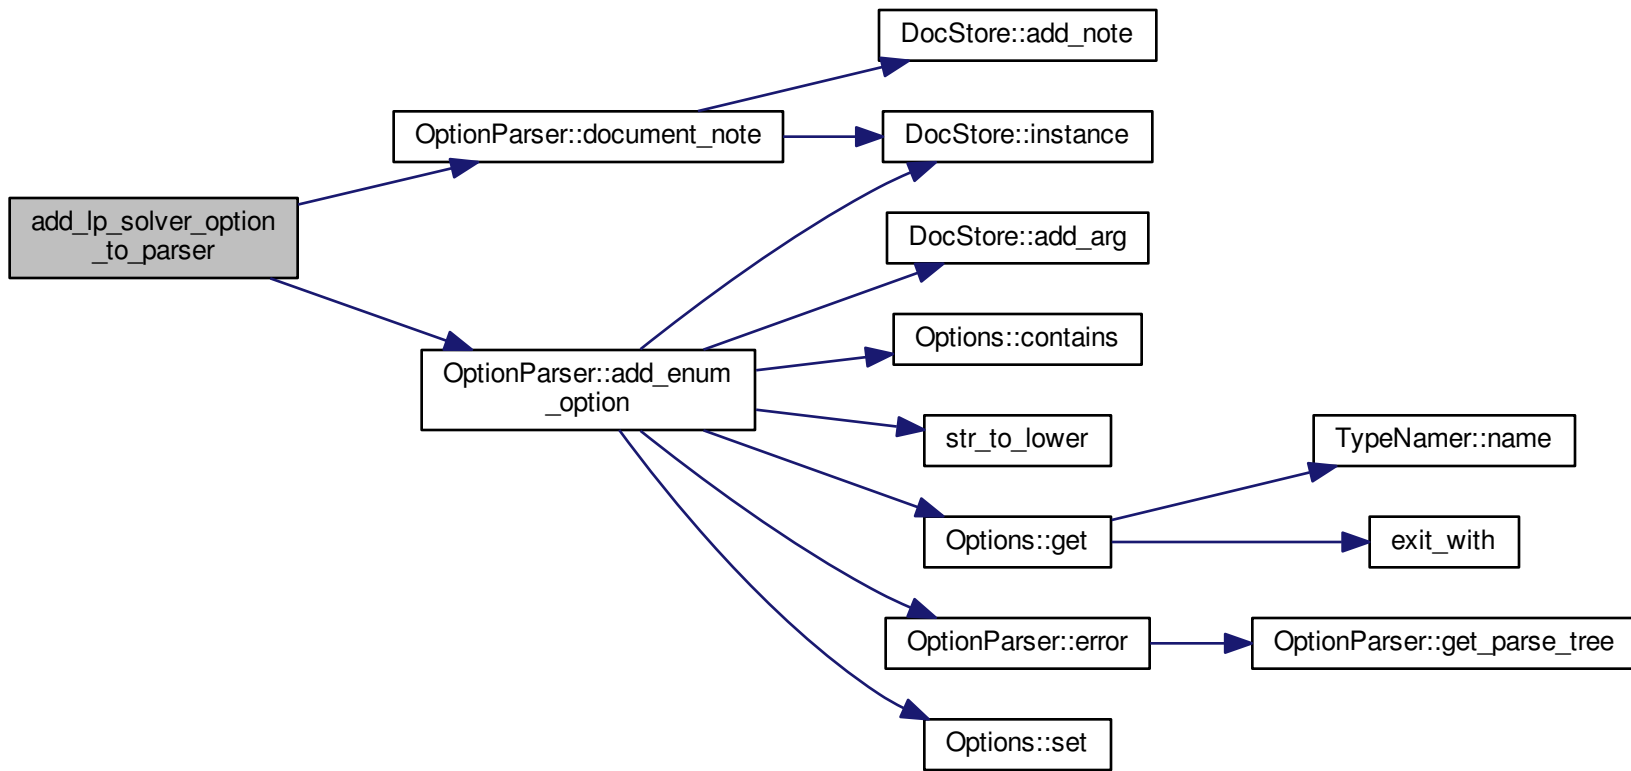 DocStore::add_note
OptionParser::document_note
DocStore::instance
add_lp_solver_option
_to_parser
DocStore::add_arg
Options::contains
OptionParser::add_enum
_option
str_to_lower
TypeNamer::name
Options::get
exit_with
OptionParser::error
OptionParser::get_parse_tree
Options::set